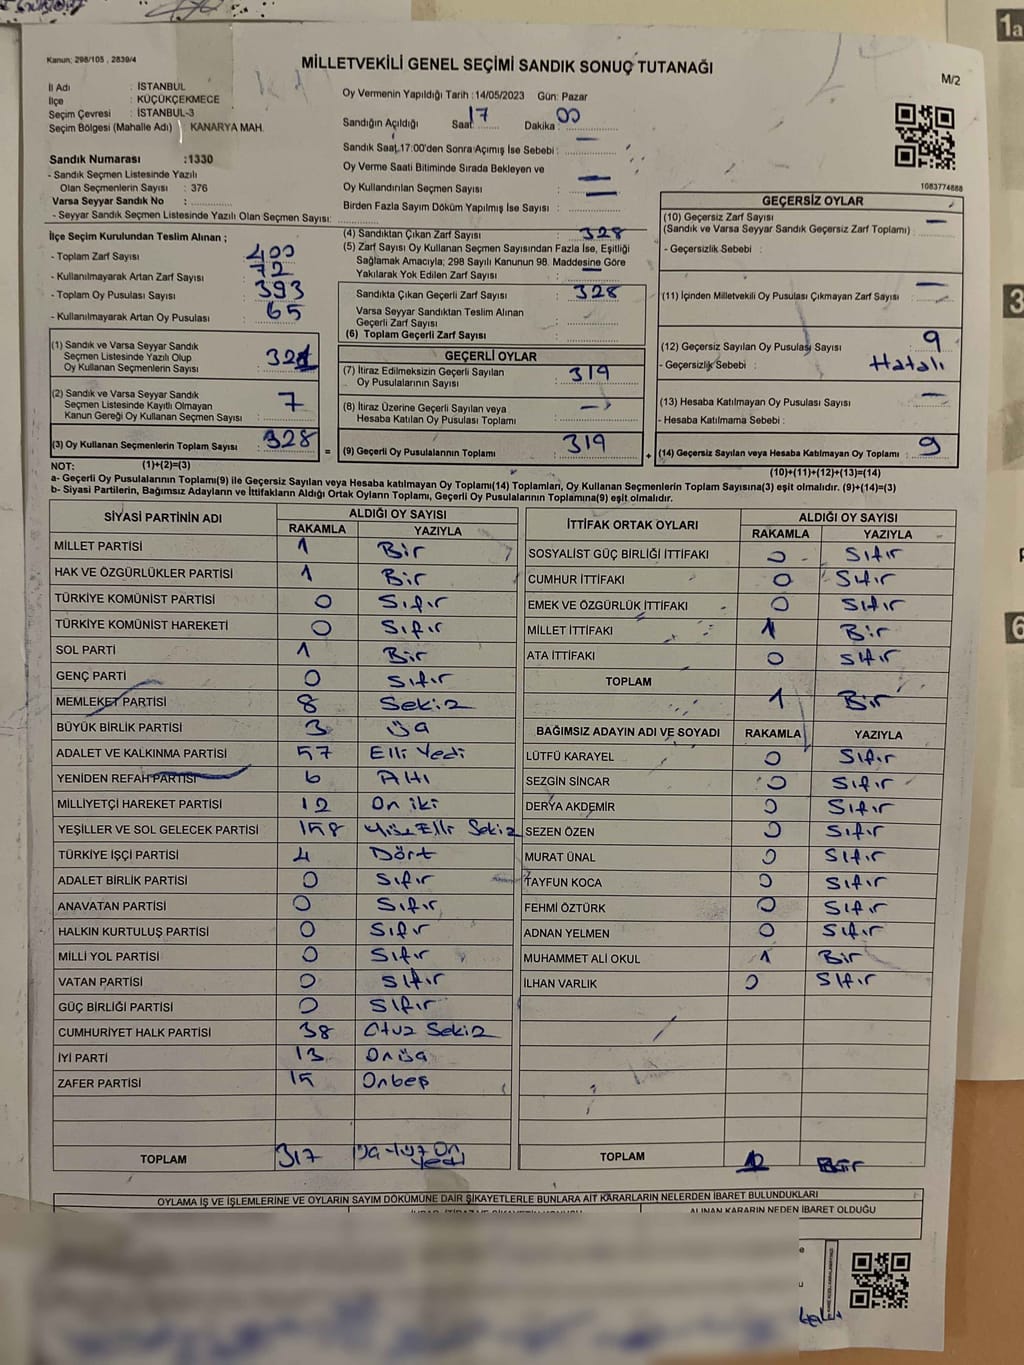 Kanun; 298/105 , 2839/4
MİLLETVEKİLİ GENEL SEÇİMİ SANDIK SONUÇ TUTANAĞI
M/2
İl Adı : İSTANBUL
İlçe : KÜÇÜKÇEKMECE
Seçim Çevresi : İSTANBUL-3
Seçim Bölgesi (Mahalle Adı) KANARYA MAH.
Sandık Numarası :1330
- Sandık Seçmen Listesinde Yazılı
Olan Seçmenlerin Sayısı : 376
Varsa Seyyar Sandık No :
- Seyyar Sandık Seçmen Listesinde Yazılı Olan Seçmen Sayısı:
Oy Vermenin Yapıldığı Tarih : 14/05/2023 Gün: Pazar
Sandığın Açıldığı Saat 17 Dakika : 00
Sandık Saat 17:00'den Sonra Açımış İse Sebebi :
Oy Verme Saati Bitiminde Sırada Bekleyen ve
Oy Kullandırılan Seçmen Sayısı : —
Birden Fazla Sayım Döküm Yapılmış İse Sayısı :
1083774888
İlçe Seçim Kurulundan Teslim Alınan ;
- Toplam Zarf Sayısı : 400
- Kullanılmayarak Artan Zarf Sayısı : 72
- Toplam Oy Pusulası Sayısı : 393
- Kullanılmayarak Artan Oy Pusulası : 65
(4) Sandıktan Çıkan Zarf Sayısı : 328
(5) Zarf Sayısı Oy Kullanan Seçmen Sayısından Fazla İse, Eşitliği
Sağlamak Amacıyla; 298 Sayılı Kanunun 98. Maddesine Göre
Yakılarak Yok Edilen Zarf Sayısı : —
Sandıkta Çıkan Geçerli Zarf Sayısı : 328
Varsa Seyyar Sandıktan Teslim Alınan
Geçerli Zarf Sayısı :
(6) Toplam Geçerli Zarf Sayısı :
(1) Sandık ve Varsa Seyyar Sandık
Seçmen Listesinde Yazılı Olup
Oy Kullanan Seçmenlerin Sayısı : 321
(2) Sandık ve Varsa Seyyar Sandık
Seçmen Listesinde Kayıtlı Olmayan
Kanun Gereği Oy Kullanan Seçmen Sayısı : 7
(3) Oy Kullanan Seçmenlerin Toplam Sayısı : 328
(1)+(2)=(3)
GEÇERLİ OYLAR
(7) İtiraz Edilmeksizin Geçerli Sayılan
Oy Pusulalarının Sayısı : 319
(8) İtiraz Üzerine Geçerli Sayılan veya
Hesaba Katılan Oy Pusulası Toplamı : —
= (9) Geçerli Oy Pusulalarının Toplamı : 319
GEÇERSİZ OYLAR
(10) Geçersiz Zarf Sayısı —
(Sandık ve Varsa Seyyar Sandık Geçersiz Zarf Toplamı) :
- Geçersizlik Sebebi :
(11) İçinden Milletvekili Oy Pusulası Çıkmayan Zarf Sayısı : —
(12) Geçersiz Sayılan Oy Pusulası Sayısı : 9
- Geçersizlik Sebebi : Hatalı
(13) Hesaba Katılmayan Oy Pusulası Sayısı : —
- Hesaba Katılmama Sebebi :
+ (14) Geçersiz Sayılan veya Hesaba Katılmayan Oy Toplamı : 9
(10)+(11)+(12)+(13)=(14)
NOT:
a- Geçerli Oy Pusulalarının Toplamı(9) ile Geçersiz Sayılan veya Hesaba katılmayan Oy Toplamı(14) Toplamları, Oy Kullanan Seçmenlerin Toplam Sayısına(3) eşit olmalıdır. (9)+(14)=(3)
b- Siyasi Partilerin, Bağımsız Adayların ve İttifakların Aldığı Ortak Oyların Toplamı, Geçerli Oy Pusulalarının Toplamına(9) eşit olmalıdır.
SİYASİ PARTİNİN ADI ALDIĞI OY SAYISI
RAKAMLA YAZIYLA
MİLLET PARTİSİ 1 Bir
HAK VE ÖZGÜRLÜKLER PARTİSİ 1 Bir
TÜRKİYE KOMÜNİST PARTİSİ 0 Sıfır
TÜRKİYE KOMÜNİST HAREKETİ 0 Sıfır
SOL PARTİ 1 Bir
GENÇ PARTİ 0 Sıfır
MEMLEKET PARTİSİ 8 Sekiz
BÜYÜK BİRLİK PARTİSİ 3 Üç
ADALET VE KALKINMA PARTİSİ 57 Elli Yedi
YENİDEN REFAH PARTİSİ 6 Altı
MİLLİYETÇİ HAREKET PARTİSİ 12 On iki
YEŞİLLER VE SOL GELECEK PARTİSİ 158 Yüz Elli Sekiz
TÜRKİYE İŞÇİ PARTİSİ 4 Dört
ADALET BİRLİK PARTİSİ 0 Sıfır
ANAVATAN PARTİSİ 0 Sıfır
HALKIN KURTULUŞ PARTİSİ 0 Sıfır
MİLLİ YOL PARTİSİ 0 Sıfır
VATAN PARTİSİ 0 Sıfır
GÜÇ BİRLİĞİ PARTİSİ 0 Sıfır
CUMHURİYET HALK PARTİSİ 38 Otuz Sekiz
İYİ PARTİ 13 Onüç
ZAFER PARTİSİ 15 Onbeş
TOPLAM 317 Üç Yüz On Yedi
İTTİFAK ORTAK OYLARI ALDIĞI OY SAYISI
RAKAMLA YAZIYLA
SOSYALİST GÜÇ BİRLİĞİ İTTİFAKI 0 Sıfır
CUMHUR İTTİFAKI 0 Sıfır
EMEK VE ÖZGÜRLÜK İTTİFAKI 0 Sıfır
MİLLET İTTİFAKI 1 Bir
ATA İTTİFAKI 0 Sıfır
TOPLAM 1 Bir
BAĞIMSIZ ADAYIN ADI VE SOYADI RAKAMLA YAZIYLA
LÜTFÜ KARAYEL 0 Sıfır
SEZGİN SİNCAR 0 Sıfır
DERYA AKDEMİR 0 Sıfır
SEZEN ÖZEN 0 Sıfır
MURAT ÜNAL 0 Sıfır
TAYFUN KOCA 0 Sıfır
FEHMİ ÖZTÜRK 0 Sıfır
ADNAN YELMEN 0 Sıfır
MUHAMMET ALİ OKUL 1 Bir
İLHAN VARLIK 0 Sıfır
TOPLAM Bir
OYLAMA İŞ VE İŞLEMLERİNE VE OYLARIN SAYIM DÖKÜMÜNE DAİR ŞİKAYETLERLE BUNLARA AİT KARARLARIN NELERDEN İBARET BULUNDUKLARI
ALINAN KARARIN NEDEN İBARET OLDUĞU
1a
3
6